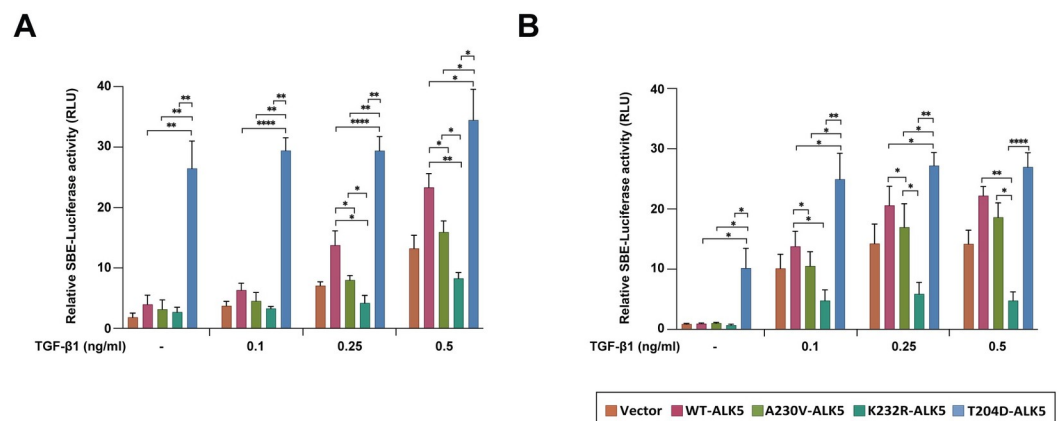 A
B
Relative SBE-Luciferase activity (RLU)
40
30
20
10
0
** ** ** **** ** ** **** ** ** * * * * * * * * * **
TGF-β1 (ng/ml) - 0.1 0.25 0.5
Relative SBE-Luciferase activity (RLU)
40
30
20
10
0
* * * * * ** * * * * ** * * **** ** *
TGF-β1 (ng/ml) - 0.1 0.25 0.5
Vector WT-ALK5 A230V-ALK5 K232R-ALK5 T204D-ALK5